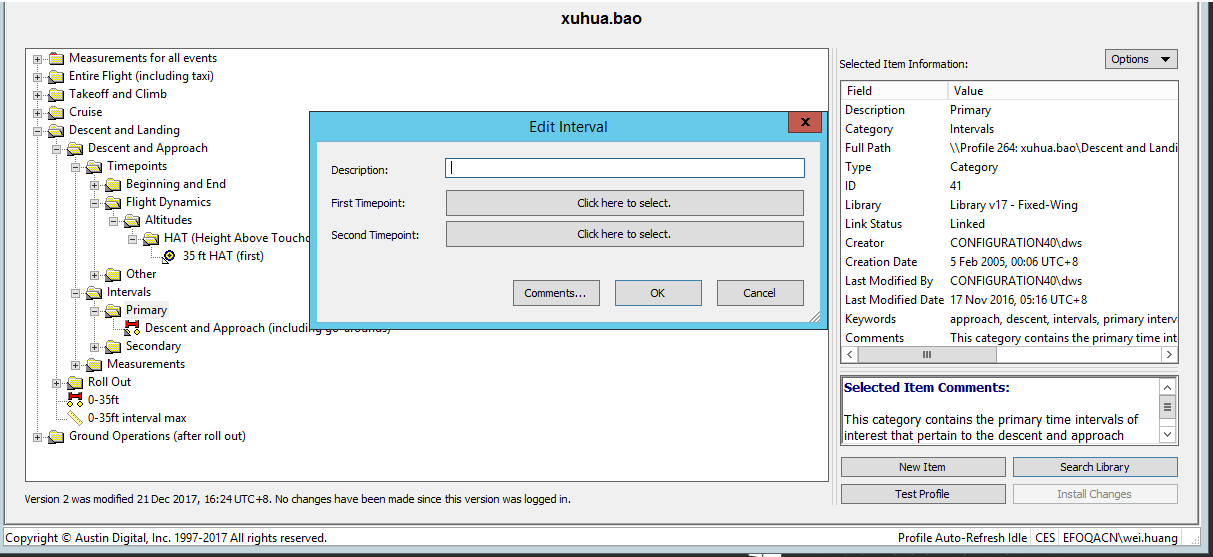 xuhua.bao
Measurements for all events
Entire Flight (including taxi)
Takeoff and Climb
Cruise
Descent and Landing
Descent and Approach
Timepoints
Beginning and End
Flight Dynamics
Altitudes
HAT (Height Above Touchd
35 ft HAT (first)
Other
Intervals
Primary
Descent and Approach (including go-arounds)
Secondary
Measurements
Roll Out
0-35ft
0-35ft interval max
Ground Operations (after roll out)
Edit Interval
x
Description:
First Timepoint:
Click here to select.
Second Timepoint:
Click here to select.
Comments...
OK
Cancel
Selected Item Information:
Options
Field Value
Description Primary
Category Intervals
Full Path \\Profile 264: xuhua.bao\Descent and Landi
Type Category
ID 41
Library Library v17 - Fixed-Wing
Link Status Linked
Creator CONFIGURATION40\dws
Creation Date 5 Feb 2005, 00:06 UTC+8
Last Modified By CONFIGURATION40\dws
Last Modified Date 17 Nov 2016, 05:16 UTC+8
Keywords approach, descent, intervals, primary interv
Comments This category contains the primary time int
Selected Item Comments:
This category contains the primary time intervals of
interest that pertain to the descent and approach
New Item
Search Library
Test Profile
Install Changes
Version 2 was modified 21 Dec 2017, 16:24 UTC+8. No changes have been made since this version was logged in.
Copyright © Austin Digital, Inc. 1997-2017 All rights reserved.
Profile Auto-Refresh Idle CES EFOQACN\wei.huang